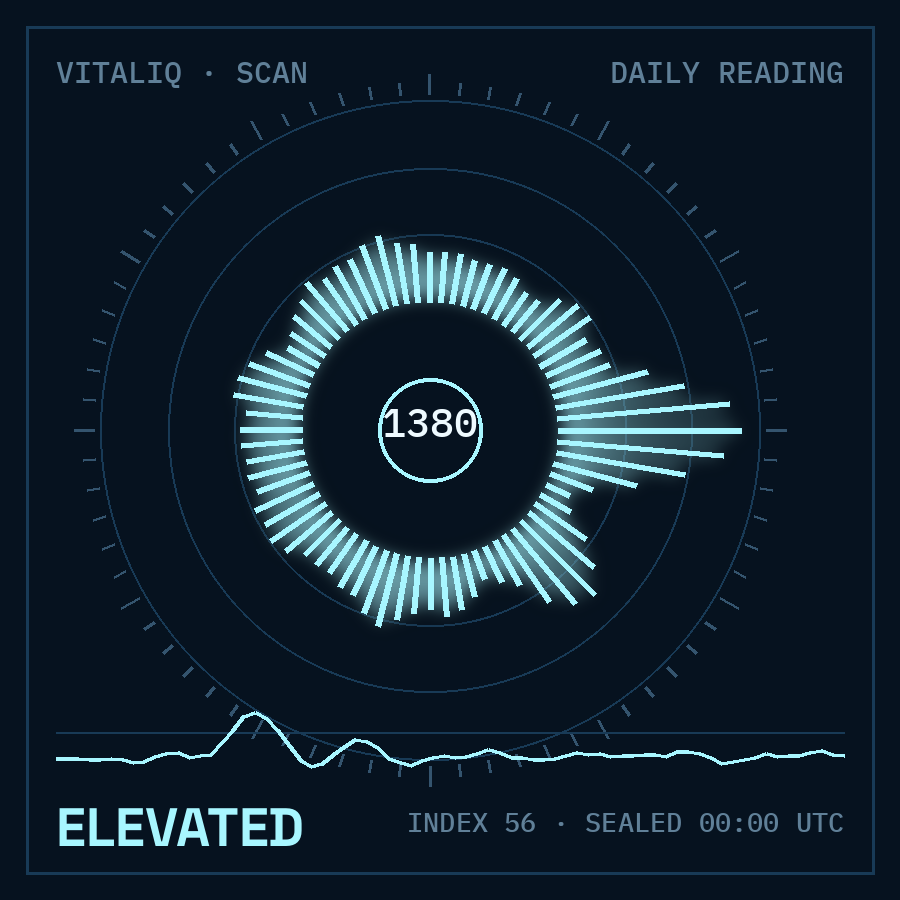 VITALIQ · SCAN
DAILY READING
1380
ELEVATED
INDEX 56 · SEALED 00:00 UTC